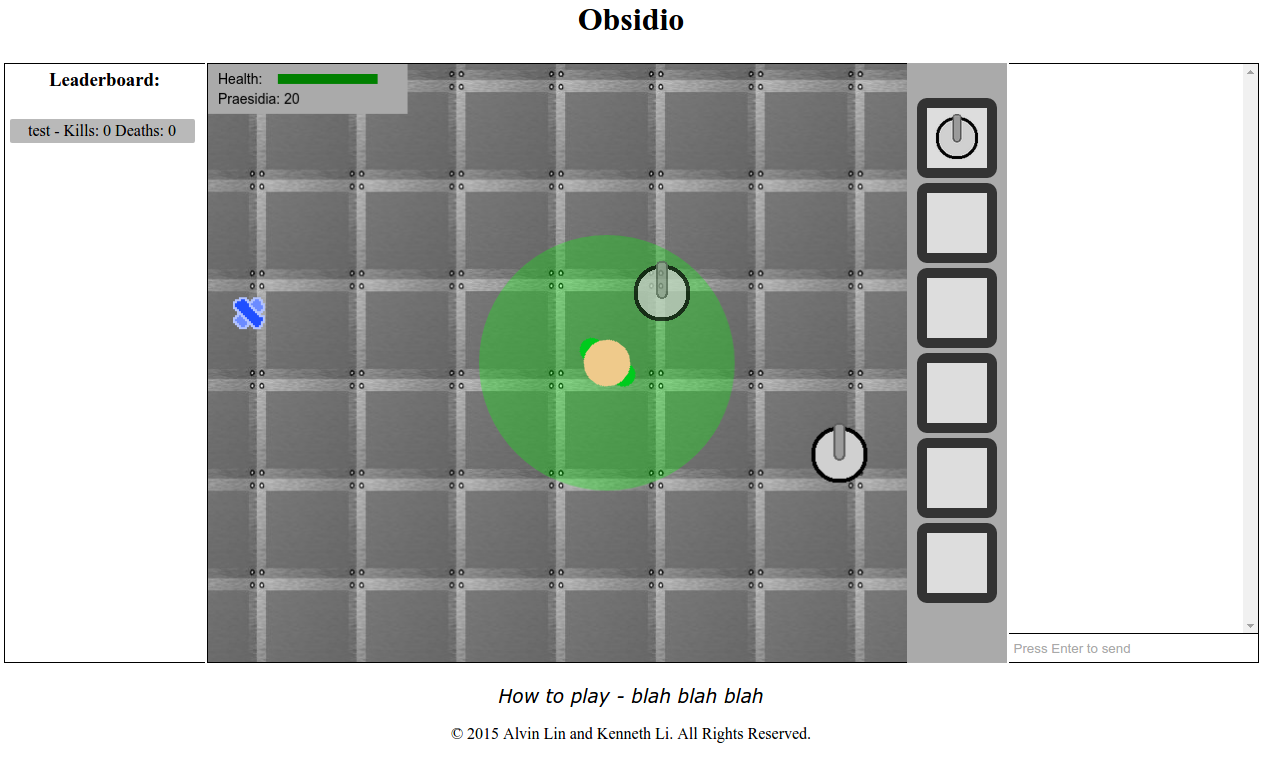 Obsidio
Leaderboard:
test - Kills: 0 Deaths: 0
Health:
Praesidia: 20
Press Enter to send
How to play - blah blah blah
© 2015 Alvin Lin and Kenneth Li. All Rights Reserved.